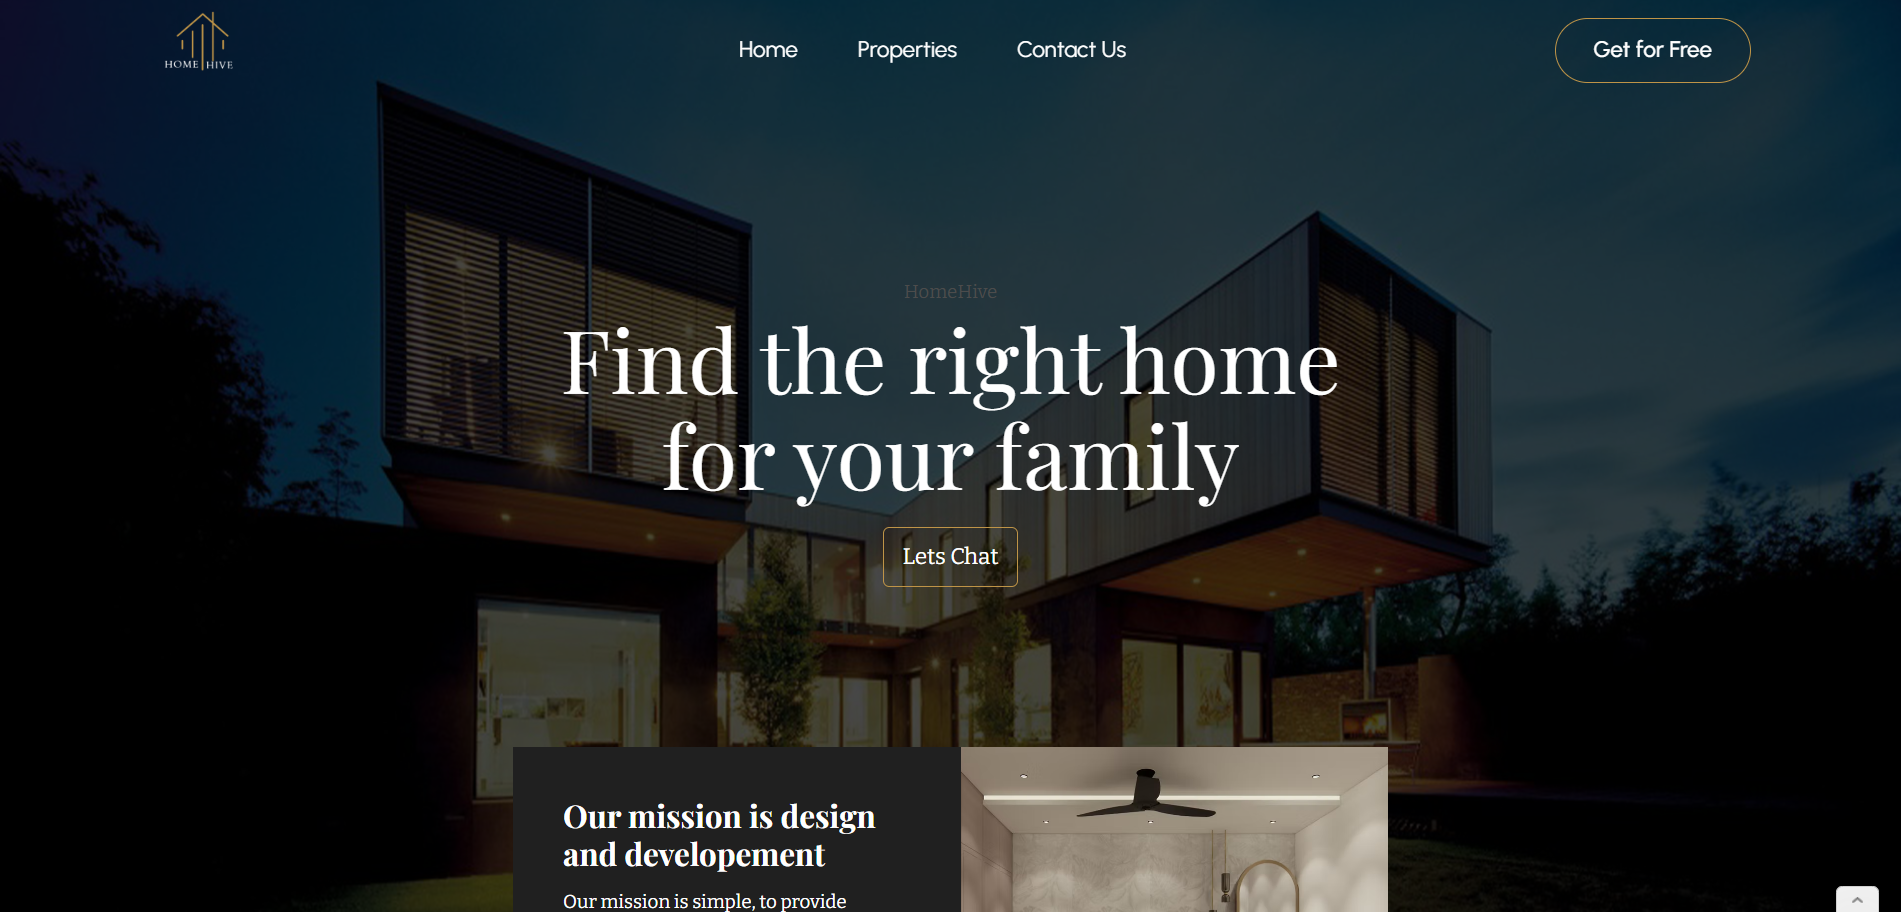 HOME HIVE
Home Properties Contact Us
Get for Free
HomeHive
Find the right home
for your family
Lets Chat
Our mission is design
and developement
Our mission is simple, to provide